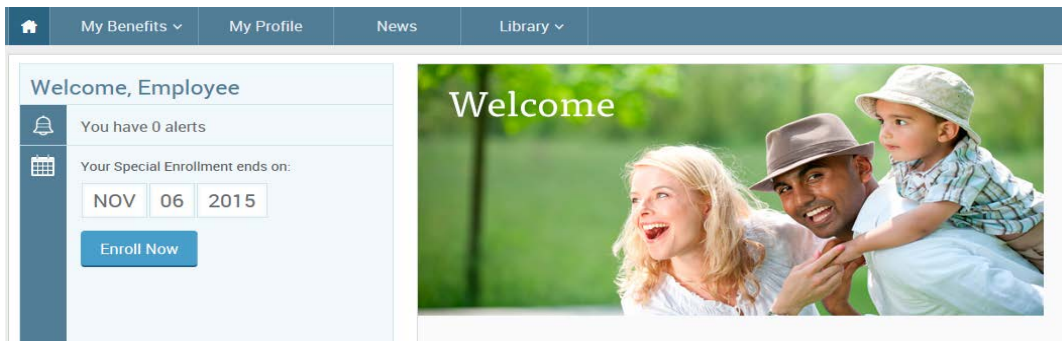 My Benefits My Profile News Library
Welcome, Employee
You have 0 alerts
Your Special Enrollment ends on:
NOV 06 2015
Enroll Now
Welcome